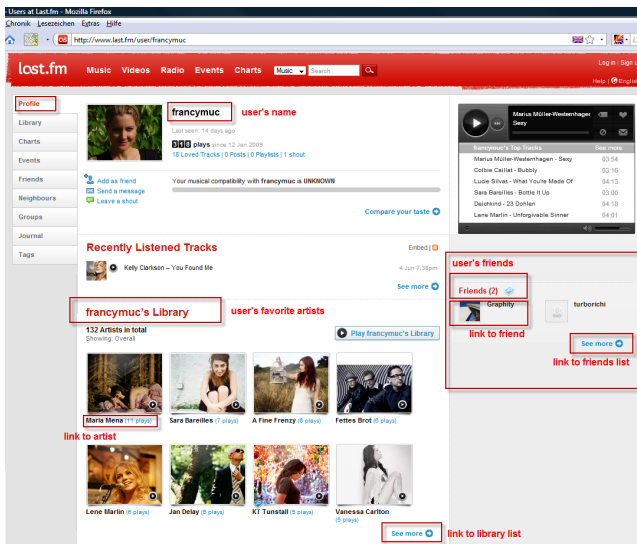 Users at Last.fm - Mozilla Firefox
Chronik Lesezeichen Extras Hilfe
http://www.last.fm/user/francymuc
last.fm
Music Videos Radio Events Charts
Music
Search
Log in | Sign u
Help | English
Profile
Library
Charts
Events
Friends
Neighbours
Groups
Journal
Tags
francymuc
user's name
Last seen: 14 days ago
plays since 12 Jan 2009
18 Loved Tracks | 0 Posts | 0 Playlists | 1 shout
Add as friend
Send a message
Leave a shout
Your musical compatibility with francymuc is UNKNOWN
Compare your taste
Recently Listened Tracks
Embed |
Kelly Clarkson – You Found Me
4 Jun 7:38pm
See more
francymuc's Library
user's favorite artists
132 Artists in total
Showing: Overall
Play francymuc's Library
Maria Mena (11 plays)
Sara Bareilles (7 plays)
A Fine Frenzy (6 plays)
Fettes Brot (6 plays)
link to artist
Lene Marlin (6 plays)
Jan Delay (6 plays)
KT Tunstall (6 plays)
Vanessa Carlton
(5 plays)
See more
link to library list
Marius Müller-Westernhager
Sexy
francymuc's Top Tracks
See more
Marius Müller-Westernhagen - Sexy 03:54
Colbie Caillat - Bubbly 03:16
Lucie Silvas - What You're Made Of 04:13
Sara Bareilles - Bottle It Up 03:06
Deichkind - 23 Dohlen 04:18
Lene Marlin - Unforgivable Sinner 04:01
user's friends
Friends (2)
Graphity
turborichi
link to friend
See more
link to friends list